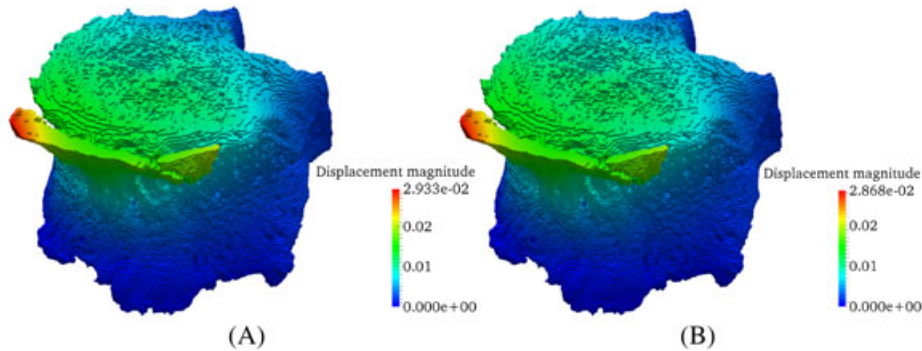 Displacement magnitude
2.933e-02
0.02
0.01
0.000e+00
(A)
Displacement magnitude
2.868e-02
0.02
0.01
0.000e+00
(B)